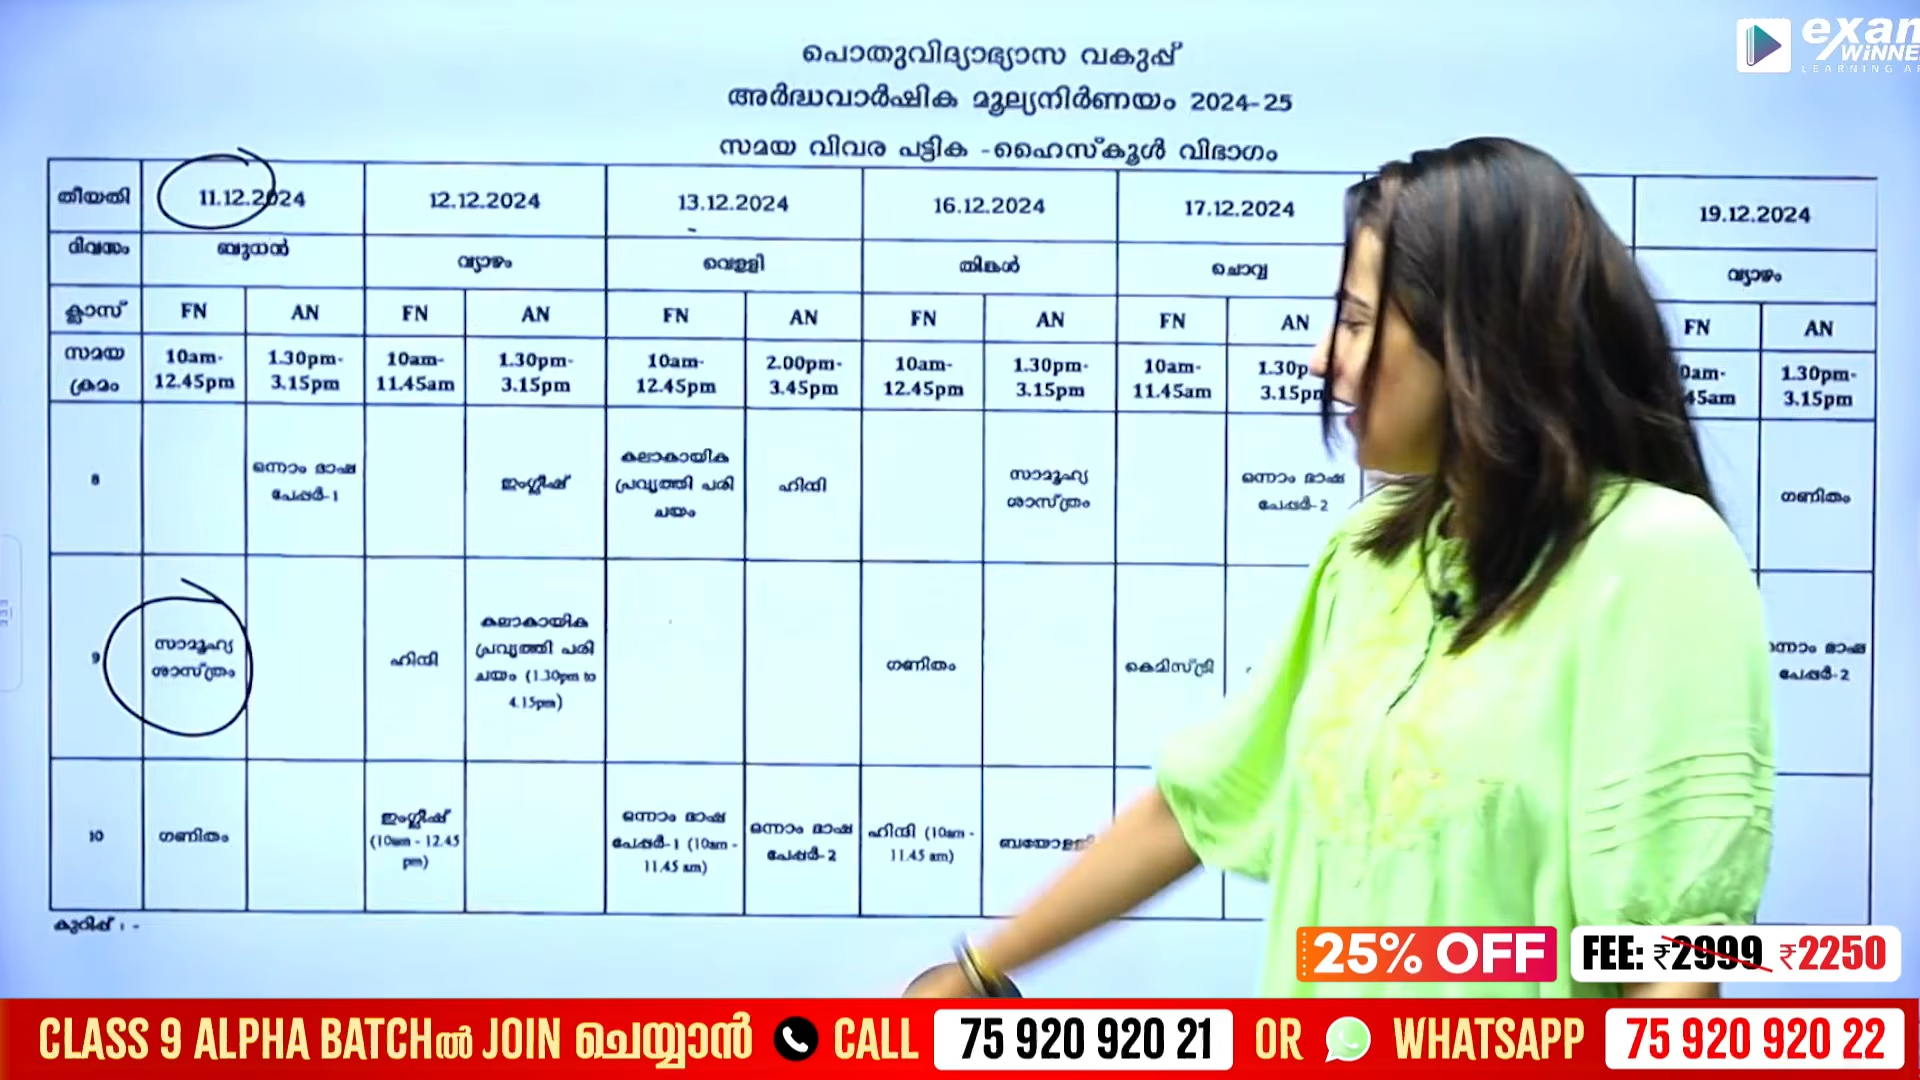 exam
WiNNE
LEARNING AP
പൊതുവിദ്യാഭ്യാസ വകുപ്പ്
അർദ്ധവാർഷിക മൂല്യനിർണയം 2024-25
സമയ വിവര പട്ടിക -ഹൈസ്കൂൾ വിഭാഗം
തീയതി 11.12.2024 12.12.2024 13.12.2024 16.12.2024 17.12.2024 19.12.2024
ദിവസം ബുധൻ വ്യാഴം വെള്ളി തിങ്കൾ ചൊവ്വ വ്യാഴം
ക്ലാസ് FN AN FN AN FN AN FN AN FN AN FN AN
സമയ 10am- 1.30pm- 10am- 1.30pm- 10am- 2.00pm- 10am- 1.30pm- 10am- 1.30p 0am- 1.30pm-
ക്രമം 12.45pm 3.15pm 11.45am 3.15pm 12.45pm 3.45pm 12.45pm 3.15pm 11.45am 3.15pm 45am 3.15pm
8 ഒന്നാം ഭാഷ പേപ്പർ-1 ഇംഗ്ലീഷ് കലാകായിക പ്രവൃത്തി പരി ചയം ഹിന്ദി സാമൂഹ്യ ശാസ്ത്രം ഒന്നാം ഭാഷ പേപ്പർ-2 ഗണിതം
9 സാമൂഹ്യ ശാസ്ത്രം ഹിന്ദി കലാകായിക പ്രവൃത്തി പരി ചയം (1.30pm to 4.15pm) ഗണിതം കെമിസ്ട്രി ഒന്നാം ഭാഷ പേപ്പർ-2
10 ഗണിതം ഇംഗ്ലീഷ് (10am - 12.45 pm) ഒന്നാം ഭാഷ പേപ്പർ-1 (10am - 11.45 am) ഒന്നാം ഭാഷ പേപ്പർ-2 ഹിന്ദി (10am - 11.45 am) ബയോള
കുറിപ്പ് : -
25% OFF FEE: ₹2999 ₹2250
CLASS 9 ALPHA BATCHൽ JOIN ചെയ്യാൻ CALL 75 920 920 21 OR WHATSAPP 75 920 920 22